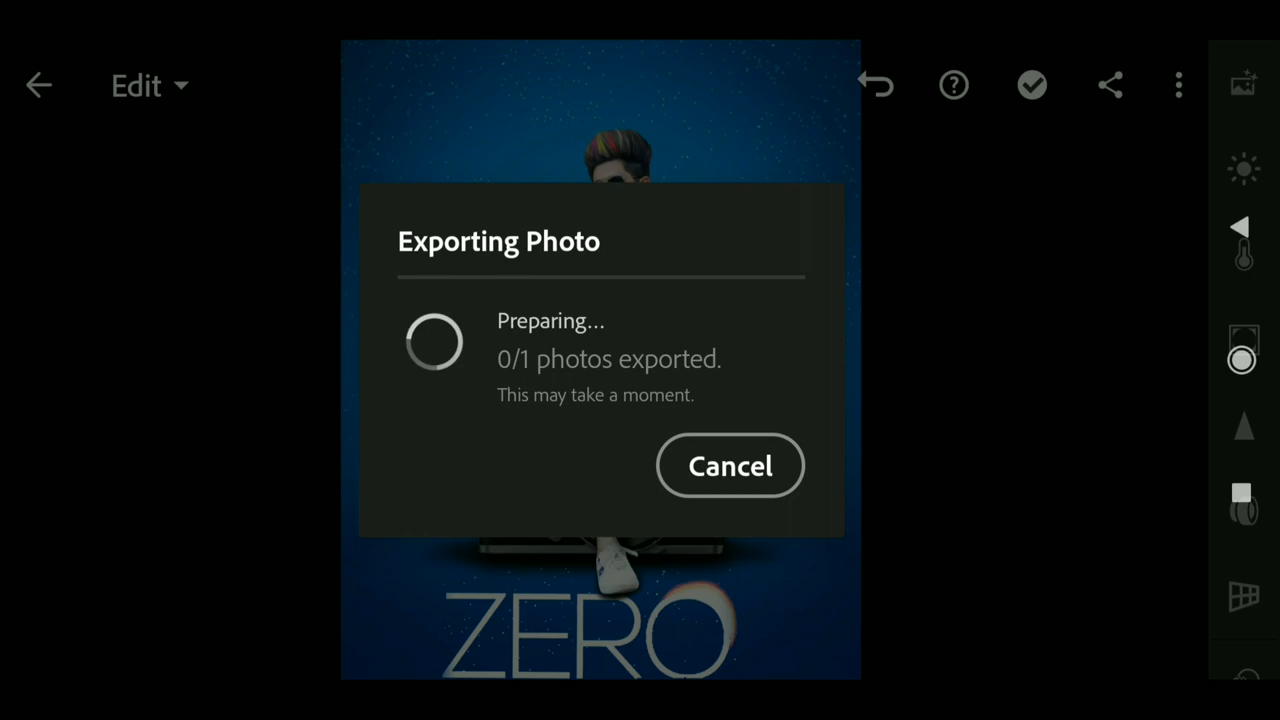 Edit
Exporting Photo
Preparing...
0/1 photos exported.
This may take a moment.
Cancel
ZERO